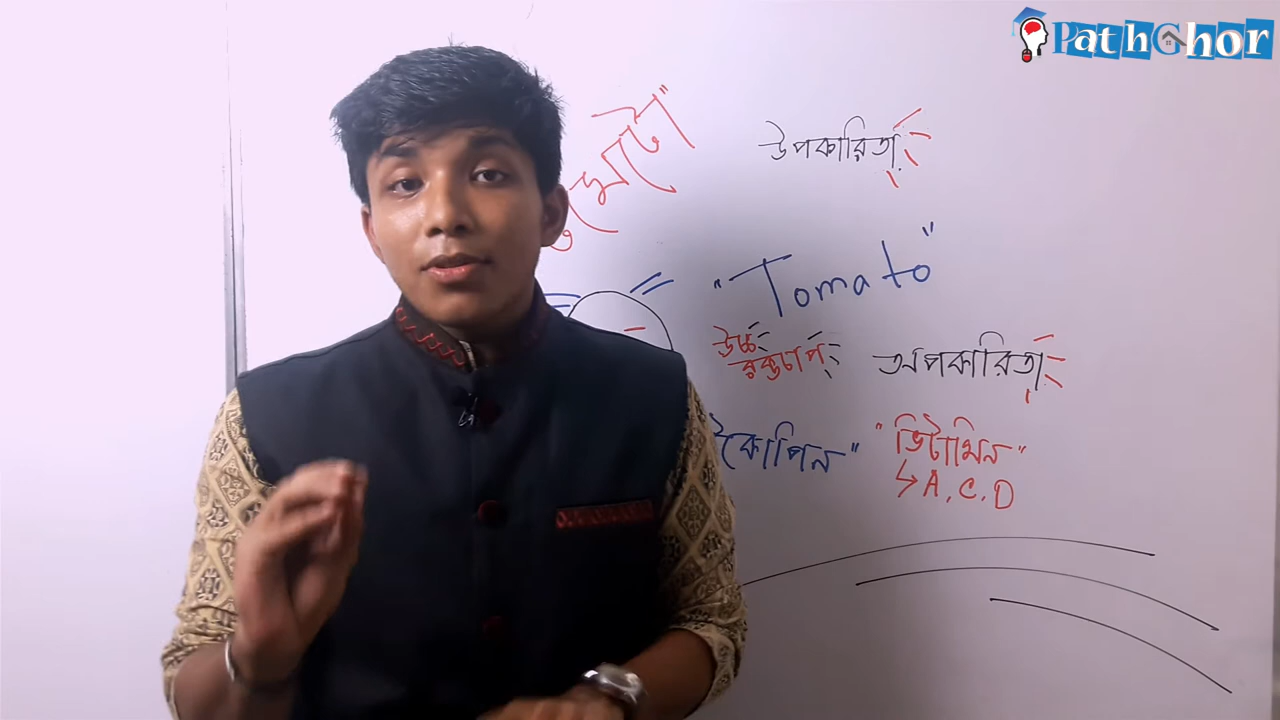 PathGhor
মেটো"
উপকারিতা
"Tomato"
উচ্চ
রক্তচাপ
অপকারিতা
কোপিন"
"ভিটামিন"
↳ A, C, D